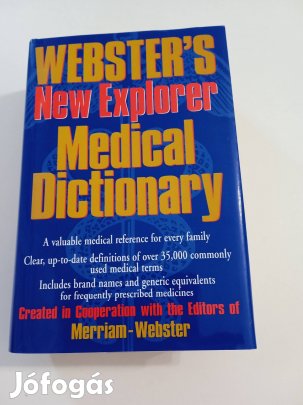 WEBSTER'S
New Explorer
Medical
Dictionary
A valuable medical reference for every family
Clear, up-to-date definitions of over 35,000 commonly
used medical terms
Includes brand names and generic equivalents
for frequently prescribed medicines
Created in Cooperation with the Editors of
Merriam-Webster
Jófogás